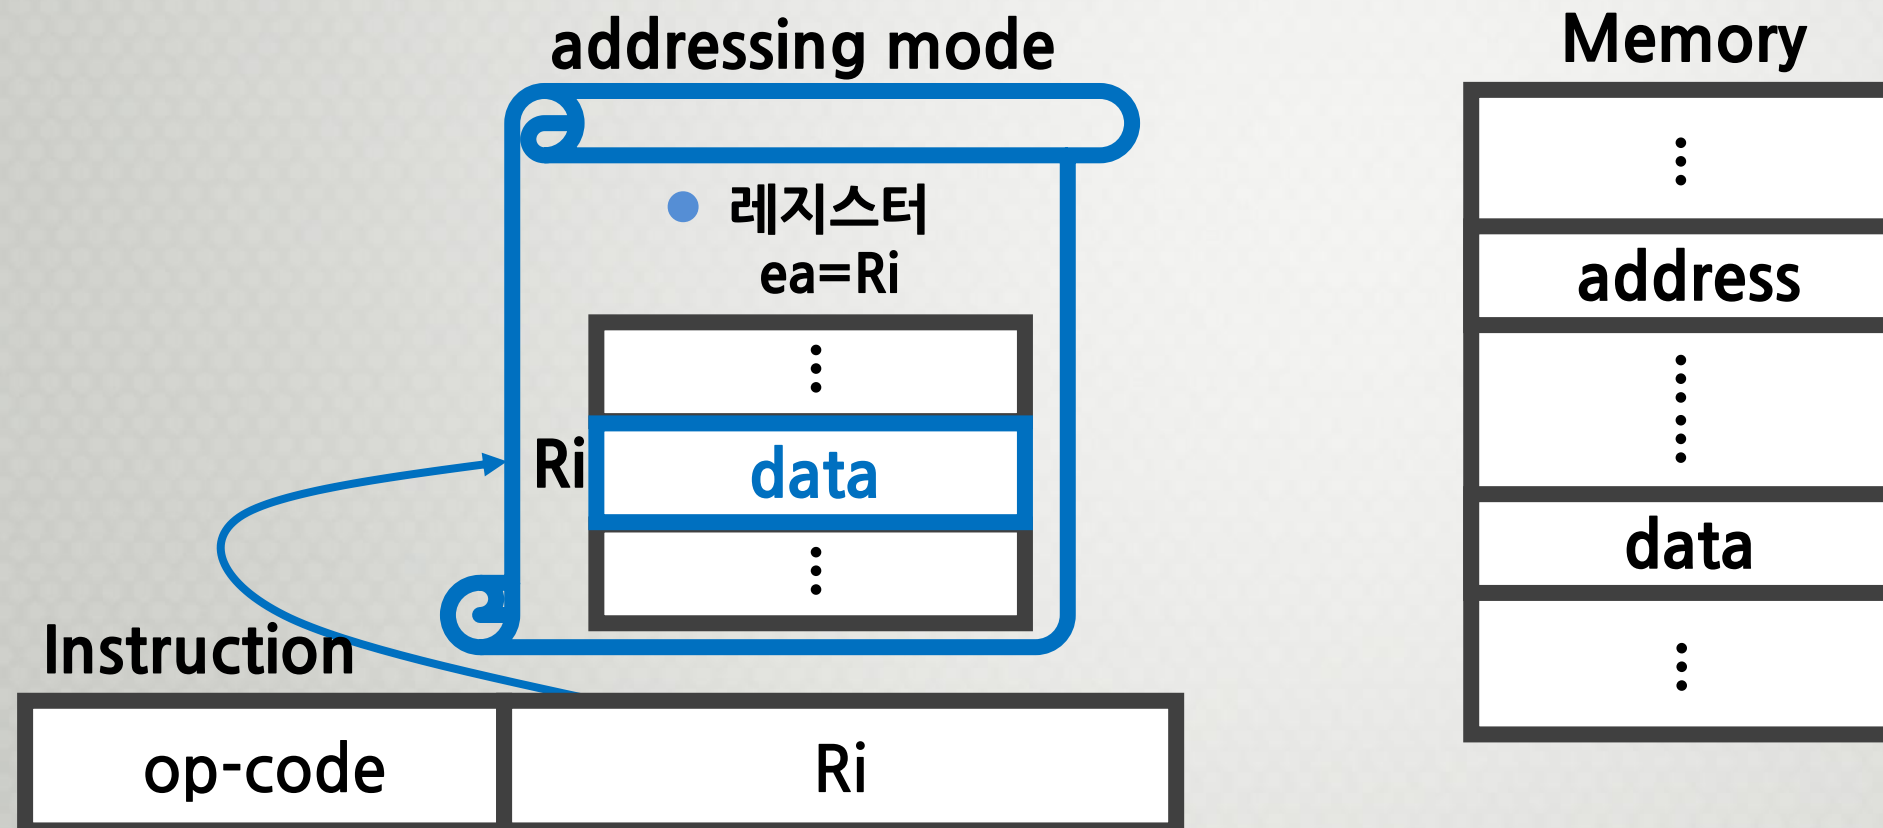 addressing mode
레지스터
ea=Ri
Ri
data
Instruction
op-code
Ri
Memory
address
data